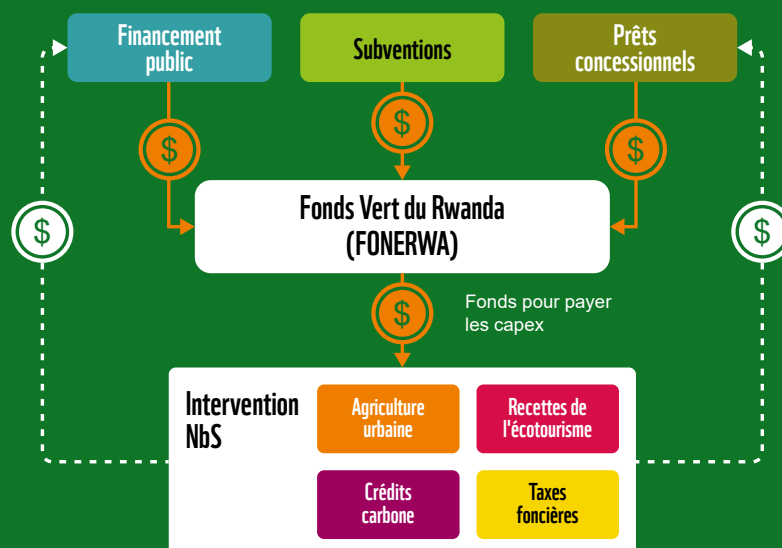 Financement
public
Subventions
Prêts
concessionnels
$
$
$
$
$
Fonds Vert du Rwanda
(FONERWA)
$
Fonds pour payer
les capex
Intervention
NbS
Agriculture
urbaine
Recettes de
l'écotourisme
Crédits
carbone
Taxes
foncières